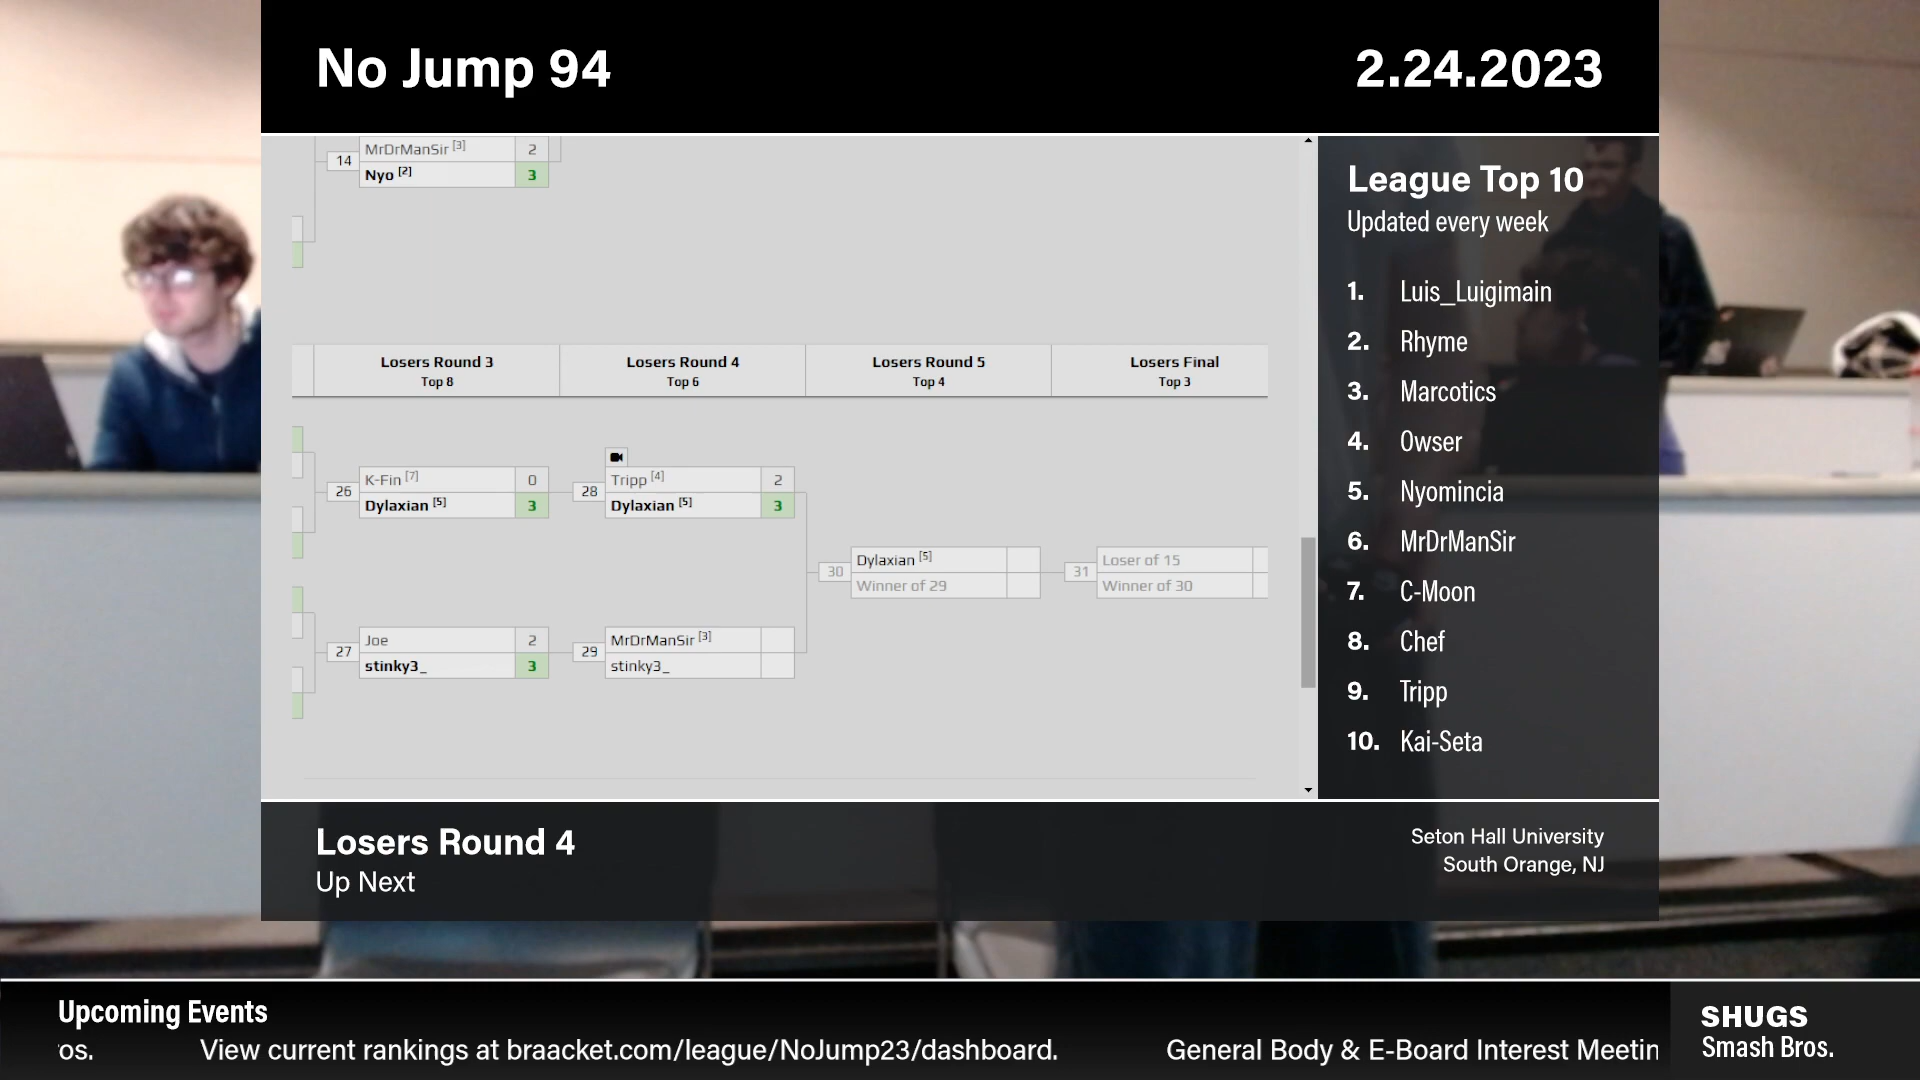 No Jump 94
2.24.2023
14
MrDrManSir [3] 2
Nyo [2] 3
Losers Round 3
Top 8
Losers Round 4
Top 6
Losers Round 5
Top 4
Losers Final
Top 3
26
K-Fin [7] 0
Dylaxian [5] 3
28
Tripp [4] 2
Dylaxian [5] 3
30
Dylaxian [5]
Winner of 29
31
Loser of 15
Winner of 30
27
Joe 2
stinky3_ 3
29
MrDrManSir [3]
stinky3_
League Top 10
Updated every week
1. Luis_Luigimain
2. Rhyme
3. Marcotics
4. Owser
5. Nyomincia
6. MrDrManSir
7. C-Moon
8. Chef
9. Tripp
10. Kai-Seta
Losers Round 4
Up Next
Seton Hall University
South Orange, NJ
Upcoming Events
os. View current rankings at braacket.com/league/NoJump23/dashboard. General Body & E-Board Interest Meetin
SHUGS
Smash Bros.